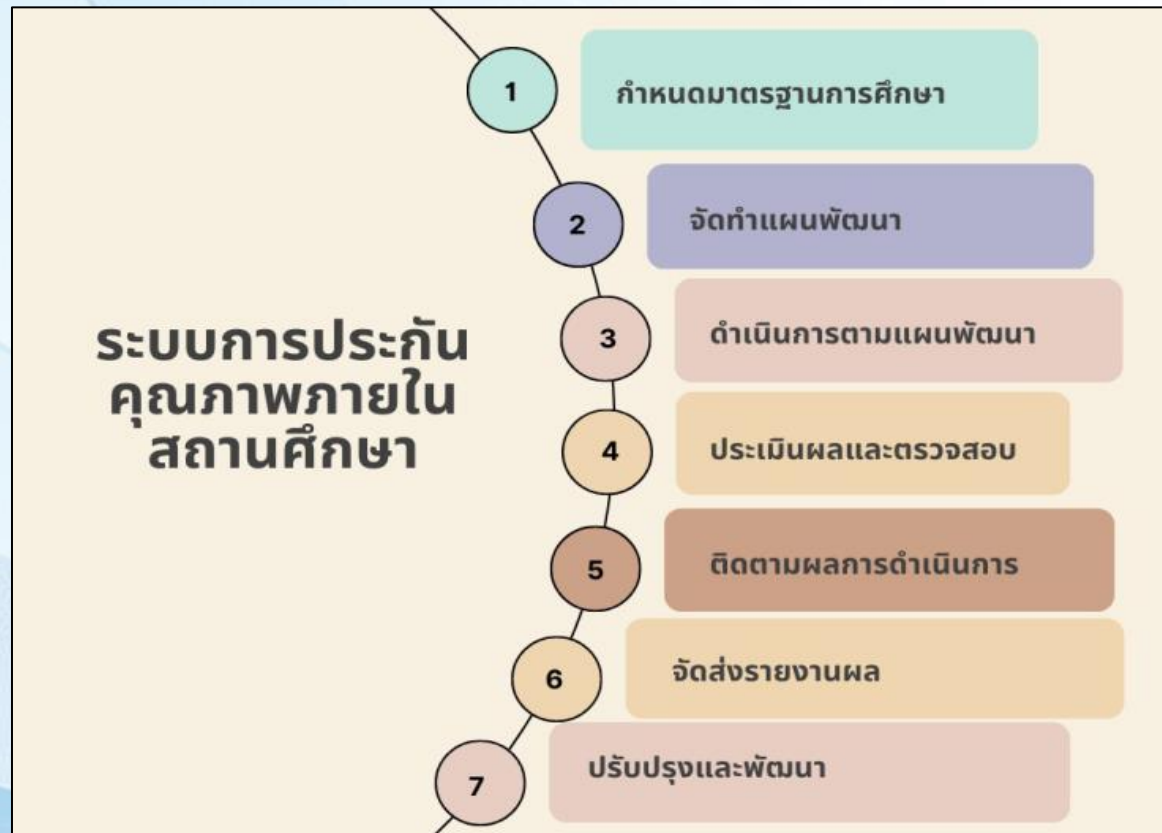 ระบบการประกัน
คุณภาพภายใน
สถานศึกษา
1
กำหนดมาตรฐานการศึกษา
2
จัดทำแผนพัฒนา
3
ดำเนินการตามแผนพัฒนา
4
ประเมินผลและตรวจสอบ
5
ติดตามผลการดำเนินการ
6
จัดส่งรายงานผล
7
ปรับปรุงและพัฒนา